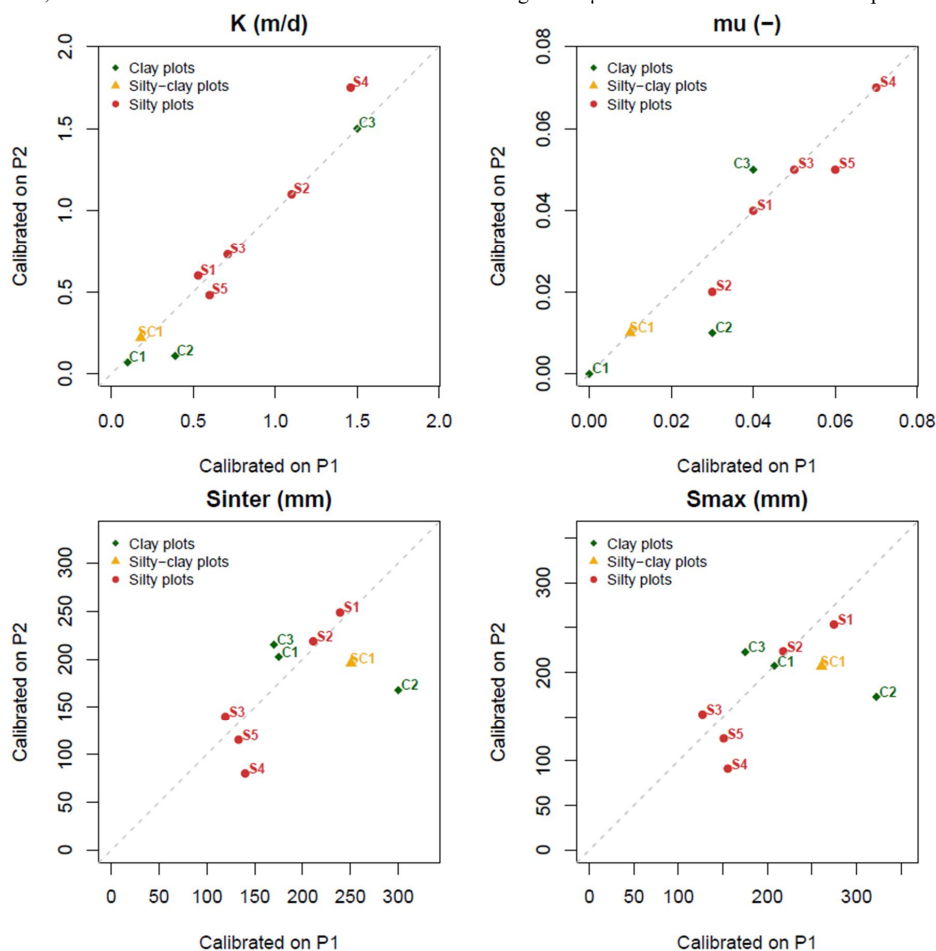 K (m/d)
Clay plots
Silty−clay plots
Silty plots
S4
C3
S2
S3
S1
S5
SC1
C2
C1
0.0 0.5 1.0 1.5 2.0
0.0 0.5 1.0 1.5 2.0
Calibrated on P2
Calibrated on P1
mu (−)
Clay plots
Silty−clay plots
Silty plots
S4
C3
S3
S5
S1
S2
SC1
C2
C1
0.00 0.02 0.04 0.06 0.08
0.00 0.02 0.04 0.06 0.08
Calibrated on P2
Calibrated on P1
Sinter (mm)
Clay plots
Silty−clay plots
Silty plots
S1
C3
S2
C1
SC1
C2
S3
S5
S4
0 50 100 150 200 250 300
0 50 100 150 200 250 300
Calibrated on P2
Calibrated on P1
Smax (mm)
Clay plots
Silty−clay plots
Silty plots
S1
C3
S2
C1
SC1
C2
S3
S5
S4
0 50 100 200 300
0 50 100 200 300
Calibrated on P2
Calibrated on P1